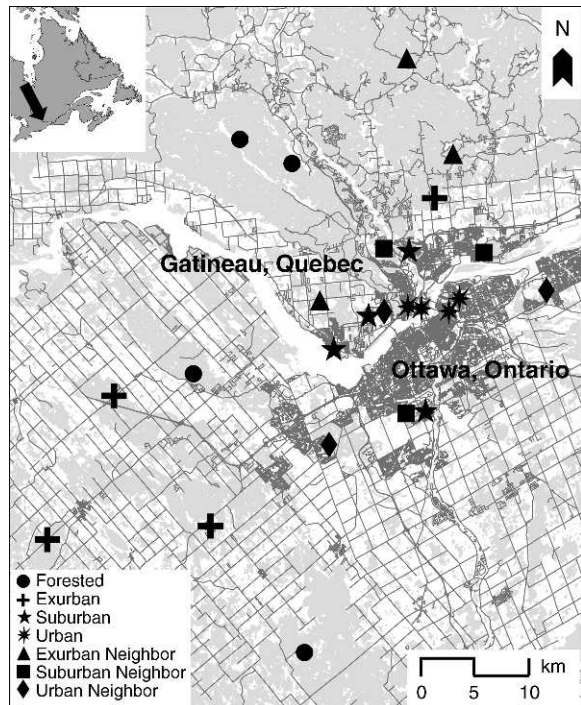 N
Gatineau, Quebec
Ottawa, Ontario
Forested
Exurban
Suburban
Urban
Exurban Neighbor
Suburban Neighbor
Urban Neighbor
km
0 5 10